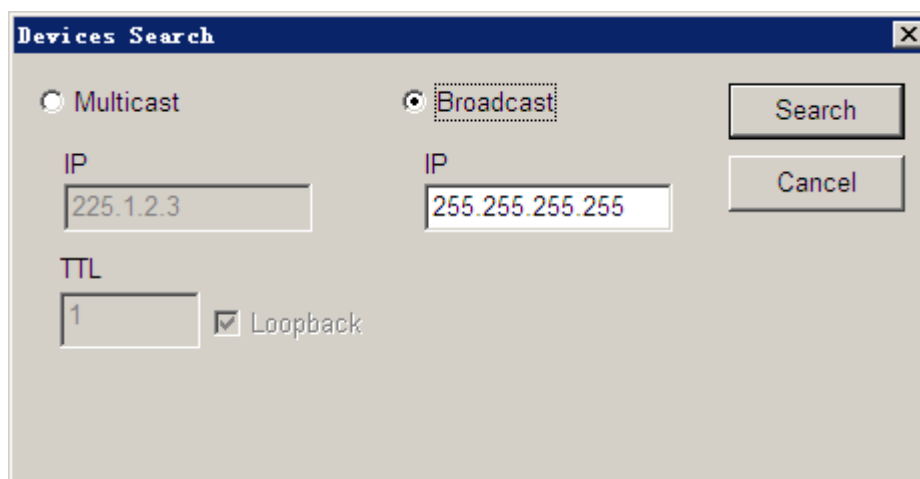 Devices Search
Multicast
Broadcast
Search
IP
IP
Cancel
225.1.2.3
255.255.255.255
TTL
1
Loopback